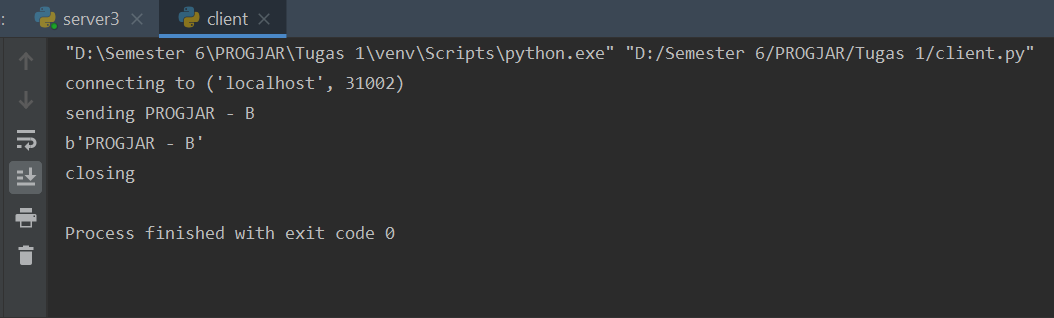 : server3 × client ×
"D:\Semester 6\PROGJAR\Tugas 1\venv\Scripts\python.exe" "D:/Semester 6/PROGJAR/Tugas 1/client.py"
connecting to ('localhost', 31002)
sending PROGJAR - B
b'PROGJAR - B'
closing
Process finished with exit code 0